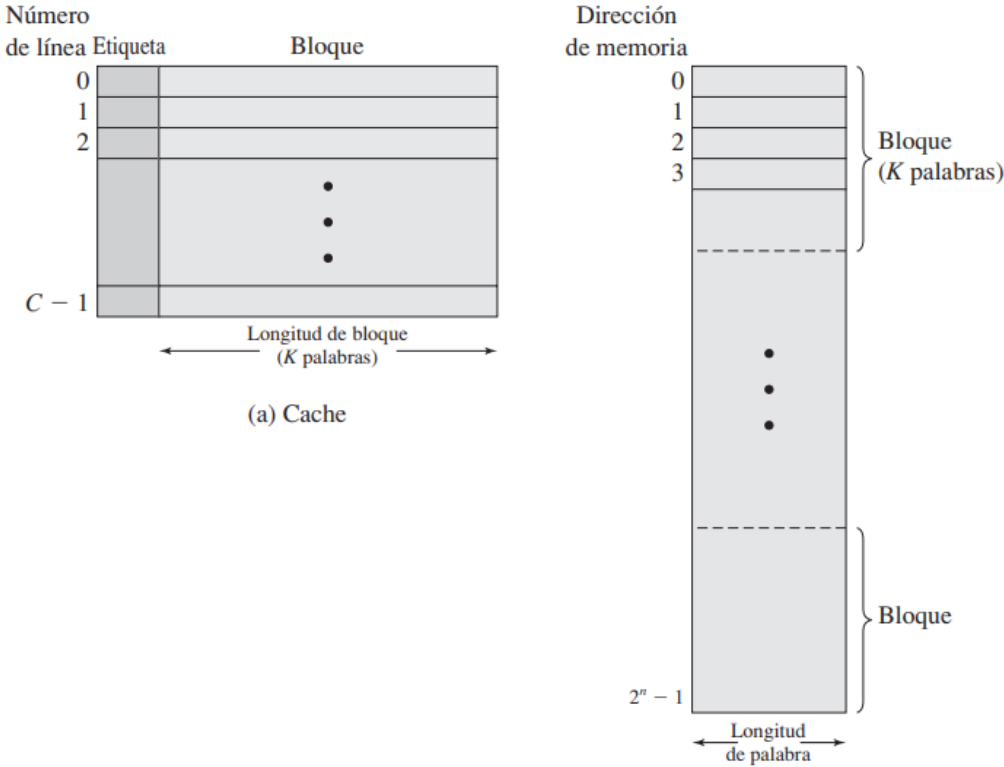 Número
de línea Etiqueta Bloque
0
1
2
C − 1
Longitud de bloque
(K palabras)
(a) Cache
Dirección
de memoria
0
1
2
3
Bloque
(K palabras)
Bloque
2ⁿ − 1
Longitud
de palabra